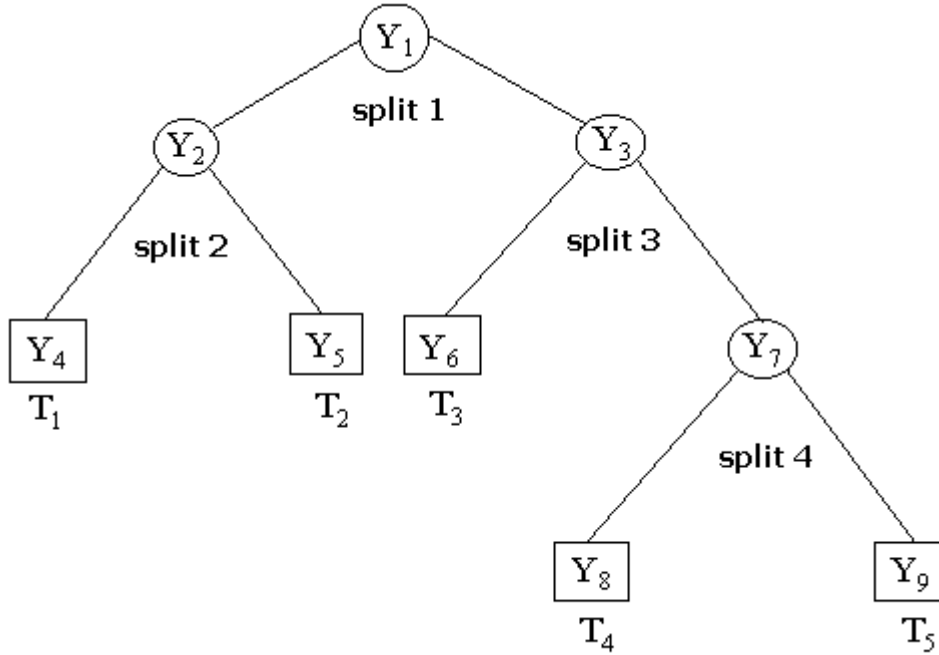 Y₁
split 1
Y₂
Y₃
split 2
split 3
Y₄
Y₅
Y₆
Y₇
T₁
T₂
T₃
split 4
Y₈
Y₉
T₄
T₅